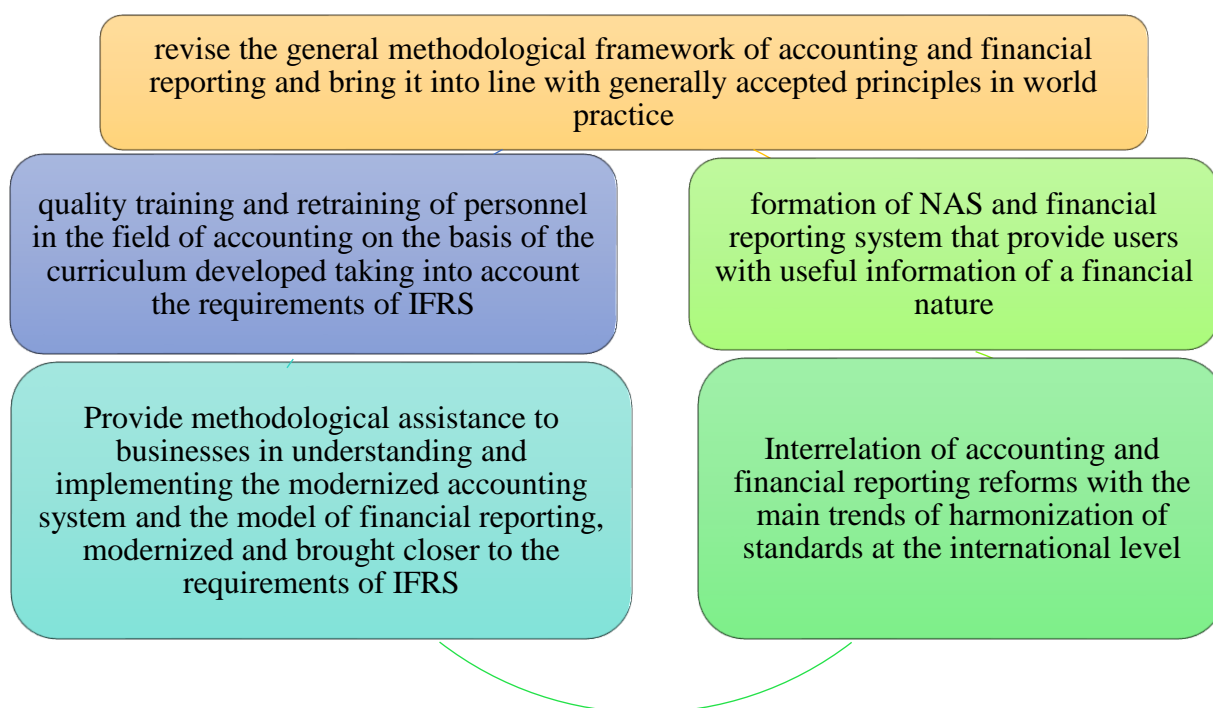 revise the general methodological framework of accounting and financial
reporting and bring it into line with generally accepted principles in world
practice
quality training and retraining of personnel
in the field of accounting on the basis of the
curriculum developed taking into account
the requirements of IFRS
formation of NAS and financial
reporting system that provide users
with useful information of a financial
nature
Provide methodological assistance to
businesses in understanding and
implementing the modernized accounting
system and the model of financial reporting,
modernized and brought closer to the
requirements of IFRS
Interrelation of accounting and
financial reporting reforms with the
main trends of harmonization of
standards at the international level